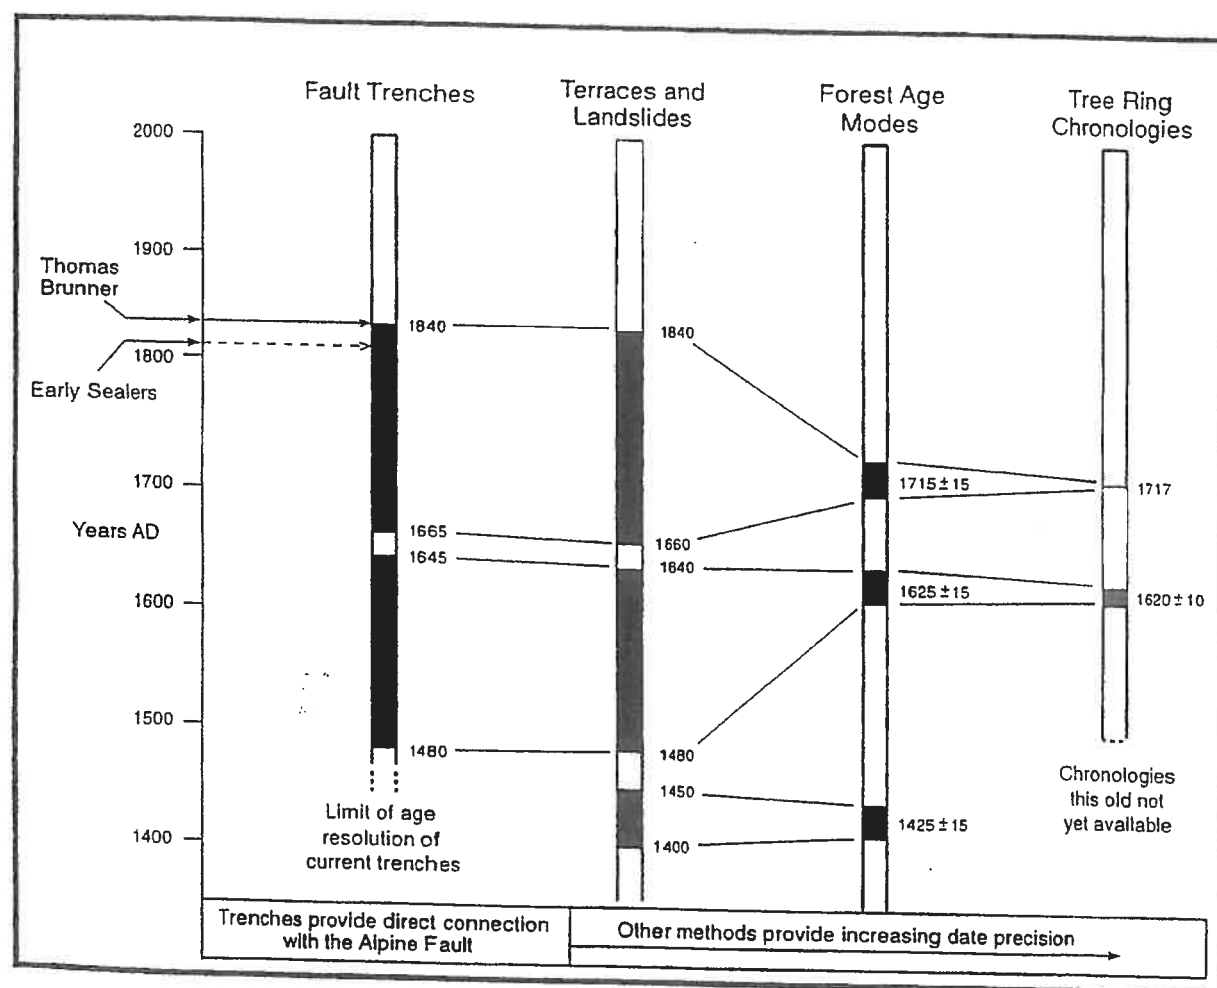 Fault Trenches
Terraces and
Landslides
Forest Age
Modes
Tree Ring
Chronologies
2000
1900
Thomas
Brunner
1840
1840
1800
Early Sealers
1700
1715 ± 15
1717
Years AD
1665
1660
1645
1640
1600
1625 ± 15
1620 ± 10
1500
1480
1480
1450
1400
1425 ± 15
1400
Limit of age
resolution of
current trenches
Chronologies
this old not
yet available
Trenches provide direct connection
with the Alpine Fault
Other methods provide increasing date precision